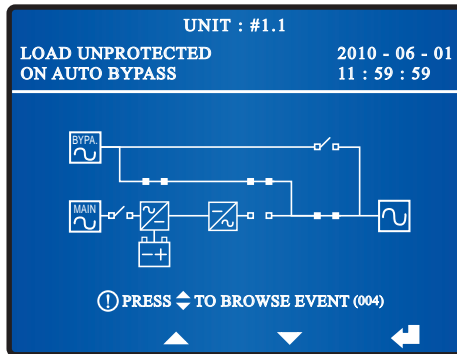 UNIT : #1.1
LOAD UNPROTECTED
2010 - 06 - 01
ON AUTO BYPASS
11 : 59 : 59
BYPA.
MAIN
PRESS TO BROWSE EVENT (004)